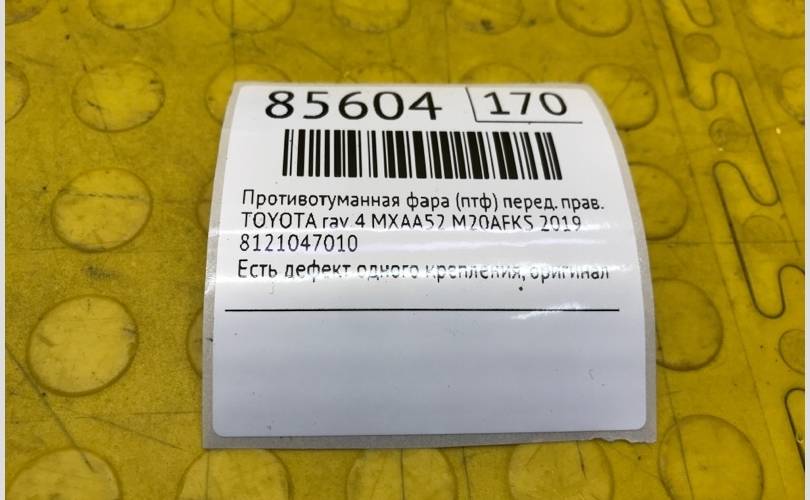 85604 170
Противотуманная фара (птф) перед. прав.
TOYOTA rav 4 MXAA52 M20AFKS 2019
8121047010
Есть дефект одного крепления, оригинал